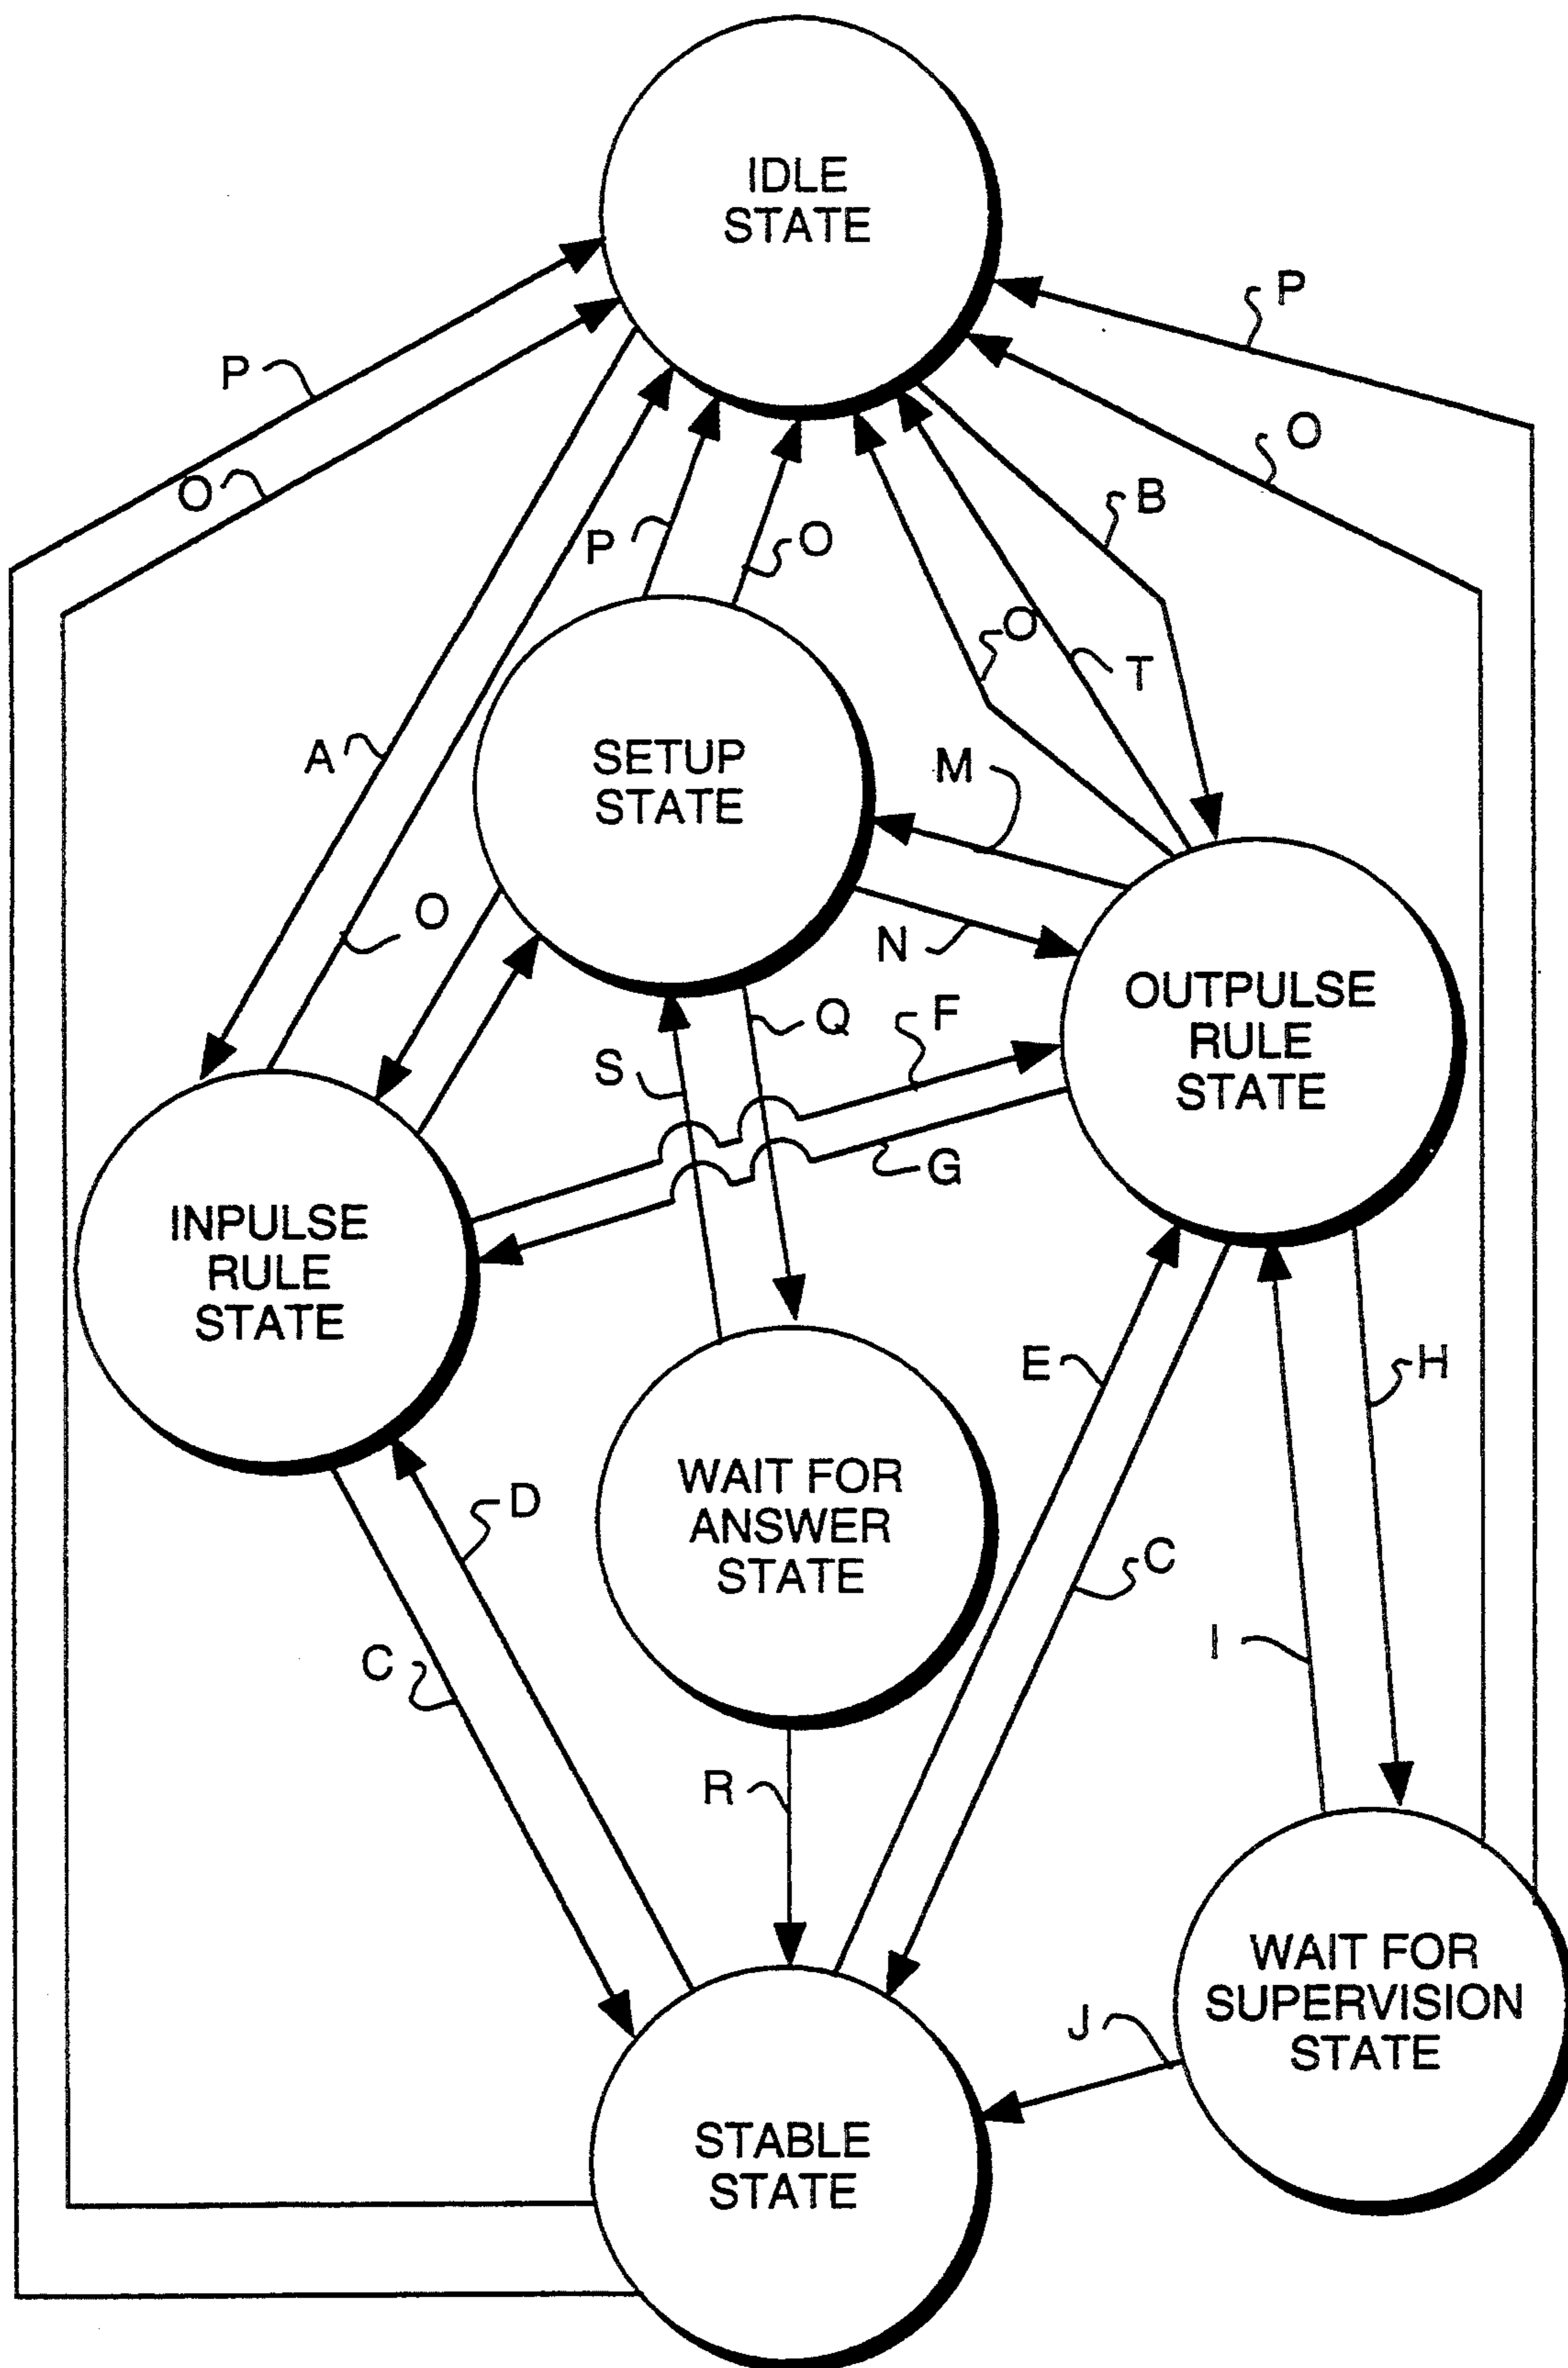 IDLE
STATE
P
P
O
O
B
P
O
O
T
A
SETUP
STATE
M
O
N
OUTPULSE
RULE
STATE
Q
F
S
G
INPULSE
RULE
STATE
E
H
WAIT FOR
ANSWER
STATE
D
C
C
I
R
WAIT FOR
SUPERVISION
STATE
J
STABLE
STATE